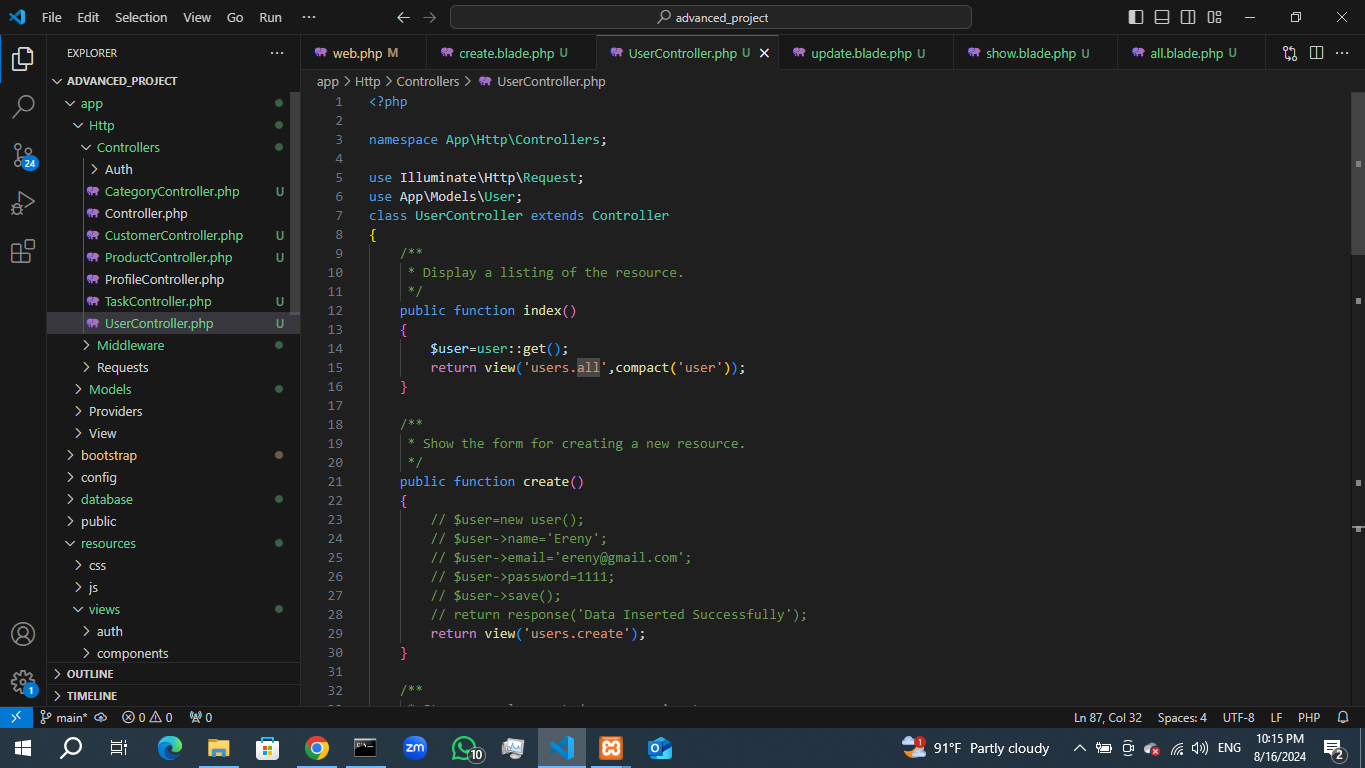 File Edit Selection View Go Run ··· advanced_project
EXPLORER ···
ADVANCED_PROJECT
app
Http
Controllers
Auth
CategoryController.php U
Controller.php
CustomerController.php U
ProductController.php U
ProfileController.php
TaskController.php U
UserController.php U
Middleware
Requests
Models
Providers
View
bootstrap
config
database
public
resources
css
js
views
auth
components
OUTLINE
TIMELINE
24
1
web.php M create.blade.php U UserController.php U update.blade.php U show.blade.php U all.blade.php U ···
app > Http > Controllers > UserController.php
1 <?php
2
3 namespace App\Http\Controllers;
4
5 use Illuminate\Http\Request;
6 use App\Models\User;
7 class UserController extends Controller
8 {
9 /**
10 * Display a listing of the resource.
11 */
12 public function index()
13 {
14 $user=user::get();
15 return view('users.all',compact('user'));
16 }
17
18 /**
19 * Show the form for creating a new resource.
20 */
21 public function create()
22 {
23 // $user=new user();
24 // $user->name='Ereny';
25 // $user->email='ereny@gmail.com';
26 // $user->password=1111;
27 // $user->save();
28 // return response('Data Inserted Successfully');
29 return view('users.create');
30 }
31
32 /**
main* 0 0 0 Ln 87, Col 32 Spaces: 4 UTF-8 LF PHP
zm 10 1 91°F Partly cloudy ENG 10:15 PM
8/16/2024 2